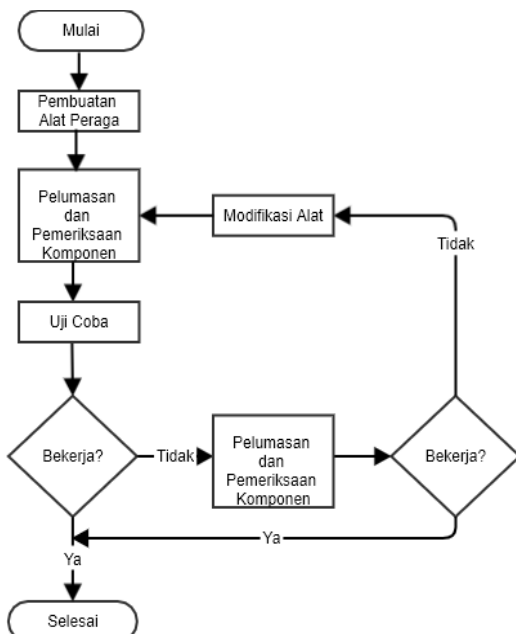 Mulai
Pembuatan
Alat Peraga
Pelumasan
dan
Pemeriksaan
Komponen
Modifikasi Alat
Tidak
Uji Coba
Bekerja?
Tidak
Pelumasan
dan
Pemeriksaan
Komponen
Bekerja?
Ya
Ya
Selesai